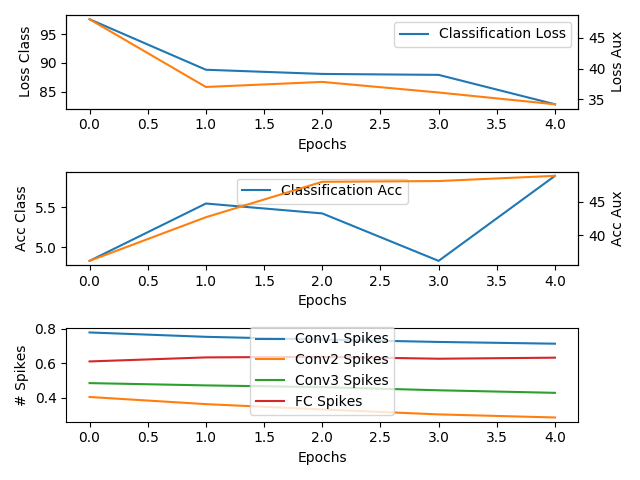 Classification Loss
Loss Class
95
90
85
45
40
35
Loss Aux
0.0 0.5 1.0 1.5 2.0 2.5 3.0 3.5 4.0
Epochs
Classification Acc
Acc Class
5.5
5.0
45
40
Acc Aux
0.0 0.5 1.0 1.5 2.0 2.5 3.0 3.5 4.0
Epochs
# Spikes
0.8
0.6
0.4
Conv1 Spikes
Conv2 Spikes
Conv3 Spikes
FC Spikes
0.0 0.5 1.0 1.5 2.0 2.5 3.0 3.5 4.0
Epochs